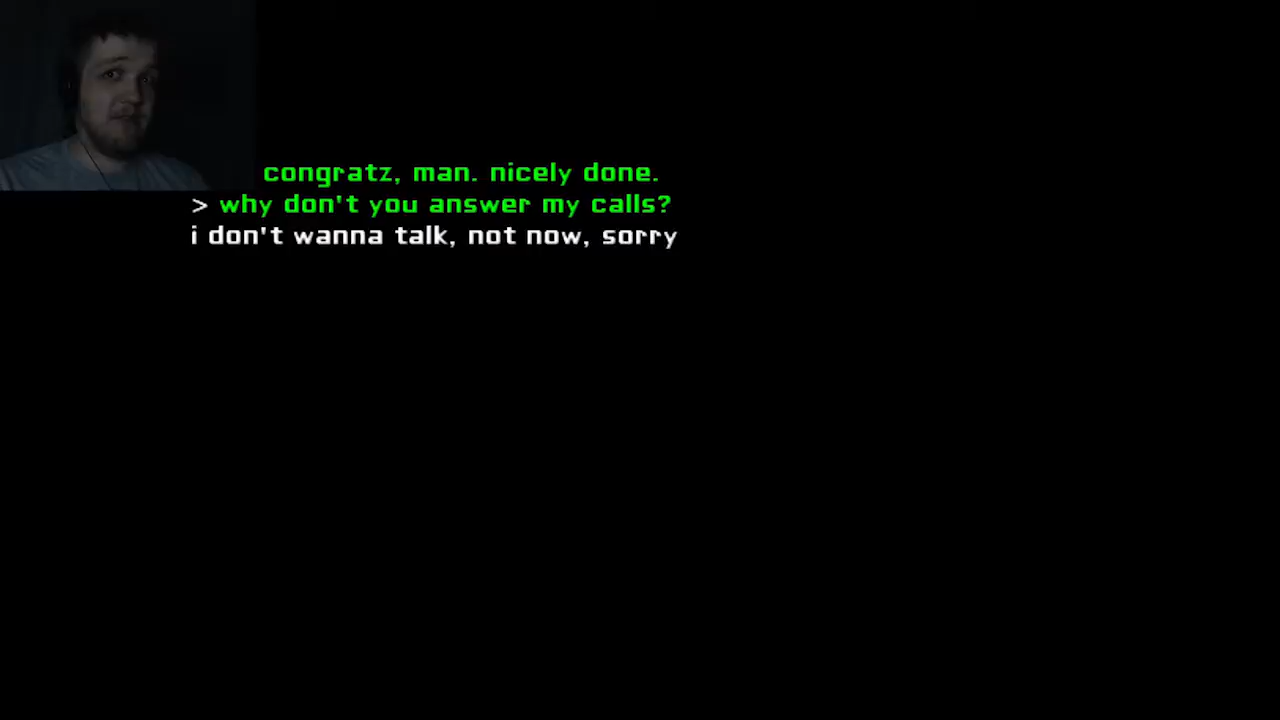 congratz, man. nicely done.
> why don't you answer my calls?
i don't wanna talk, not now, sorry